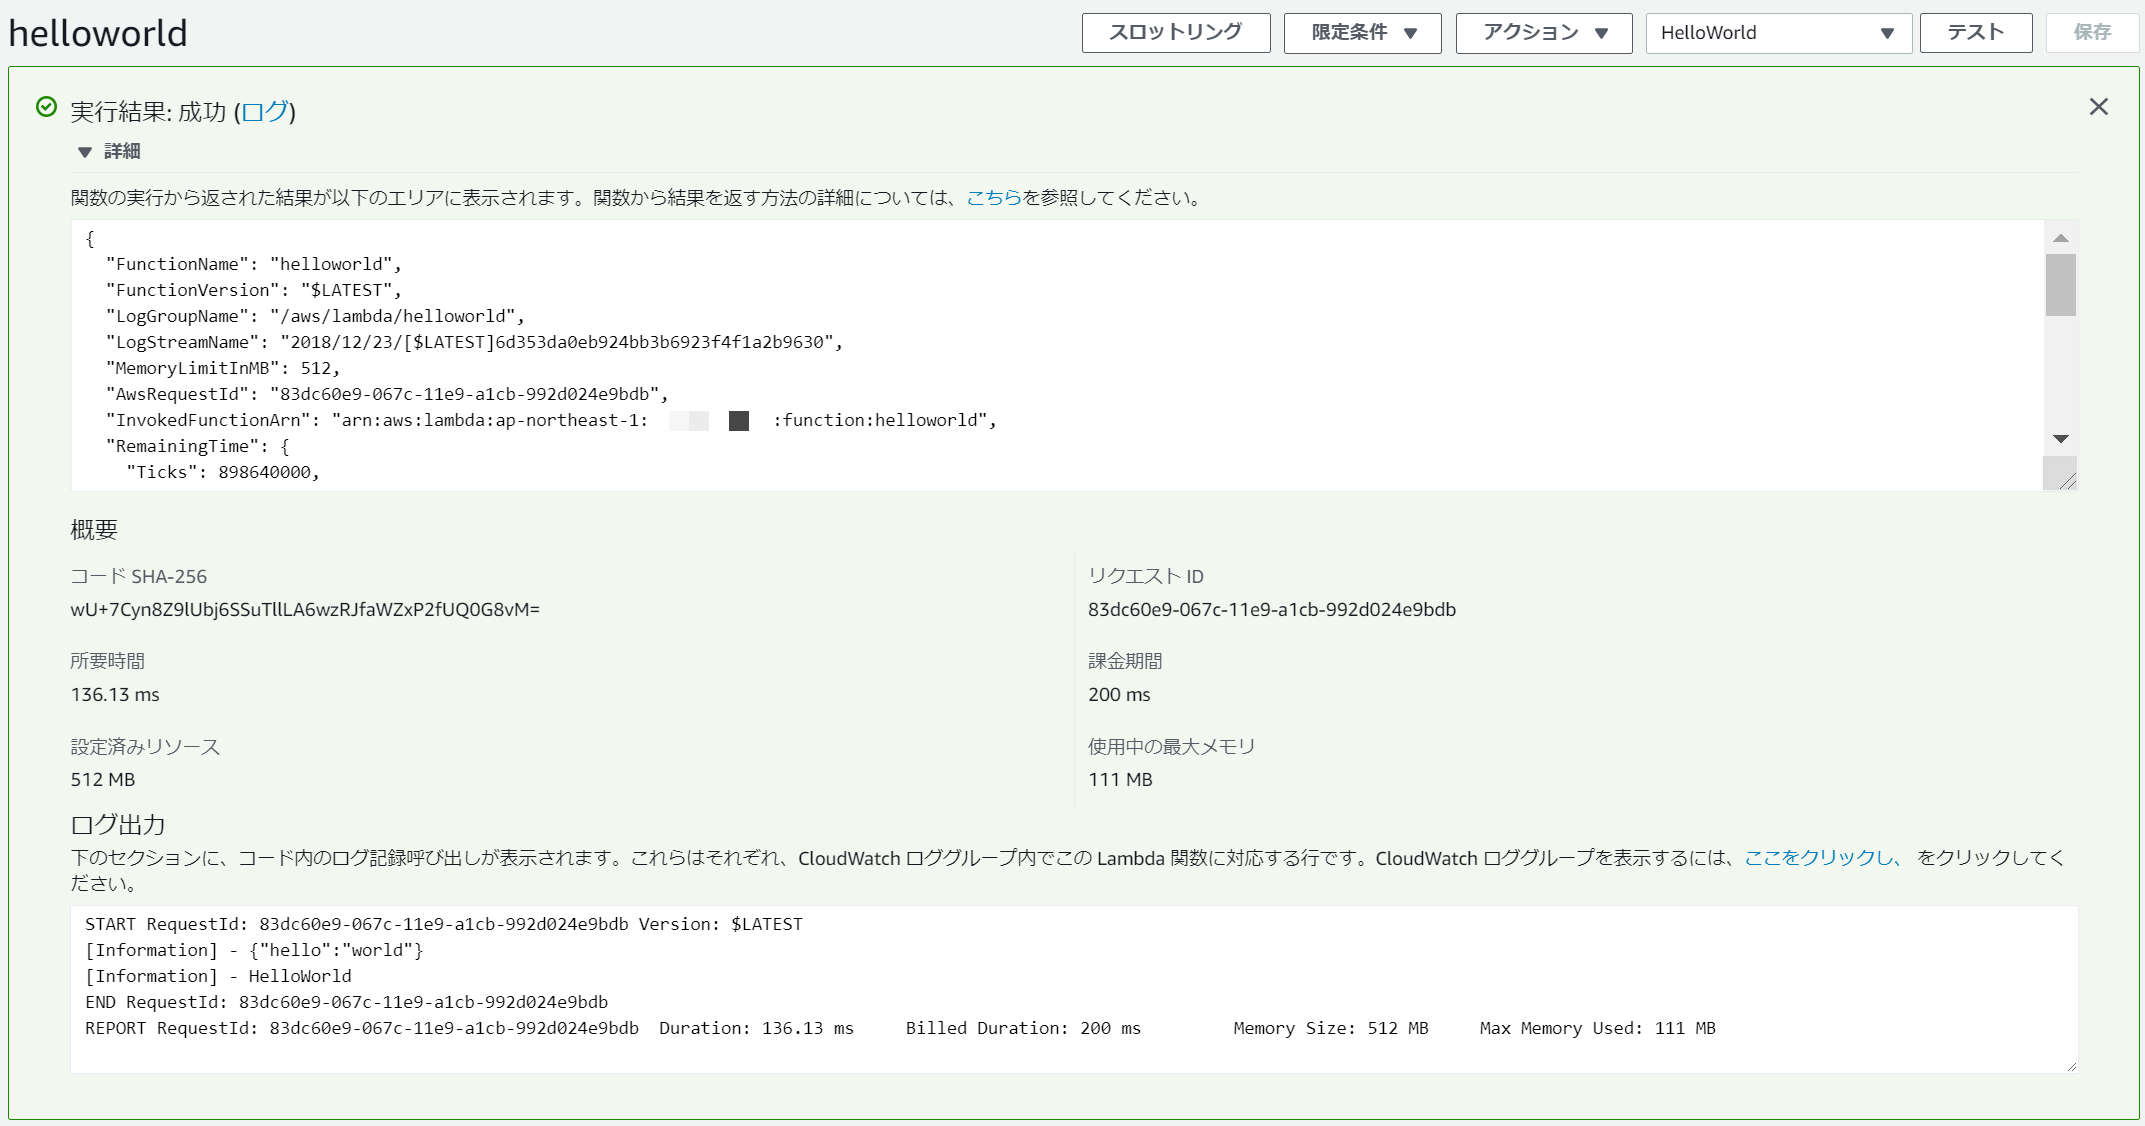 helloworld
スロットリング 限定条件 アクション HelloWorld テスト 保存
実行結果: 成功 (ログ)
詳細
関数の実行から返された結果が以下のエリアに表示されます。関数から結果を返す方法の詳細については、こちらを参照してください。
{
"FunctionName": "helloworld",
"FunctionVersion": "$LATEST",
"LogGroupName": "/aws/lambda/helloworld",
"LogStreamName": "2018/12/23/[$LATEST]6d353da0eb924bb3b6923f4f1a2b9630",
"MemoryLimitInMB": 512,
"AwsRequestId": "83dc60e9-067c-11e9-a1cb-992d024e9bdb",
"InvokedFunctionArn": "arn:aws:lambda:ap-northeast-1: :function:helloworld",
"RemainingTime": {
"Ticks": 898640000,
概要
コード SHA-256
wU+7Cyn8Z9lUbj6SSuTllLA6wzRJfaWZxP2fUQ0G8vM=
リクエスト ID
83dc60e9-067c-11e9-a1cb-992d024e9bdb
所要時間
136.13 ms
課金期間
200 ms
設定済みリソース
512 MB
使用中の最大メモリ
111 MB
ログ出力
下のセクションに、コード内のログ記録呼び出しが表示されます。これらはそれぞれ、CloudWatch ロググループ内でこの Lambda 関数に対応する行です。CloudWatch ロググループを表示するには、ここをクリックし、 をクリックしてく
ださい。
START RequestId: 83dc60e9-067c-11e9-a1cb-992d024e9bdb Version: $LATEST
[Information] - {"hello":"world"}
[Information] - HelloWorld
END RequestId: 83dc60e9-067c-11e9-a1cb-992d024e9bdb
REPORT RequestId: 83dc60e9-067c-11e9-a1cb-992d024e9bdb Duration: 136.13 ms Billed Duration: 200 ms Memory Size: 512 MB Max Memory Used: 111 MB